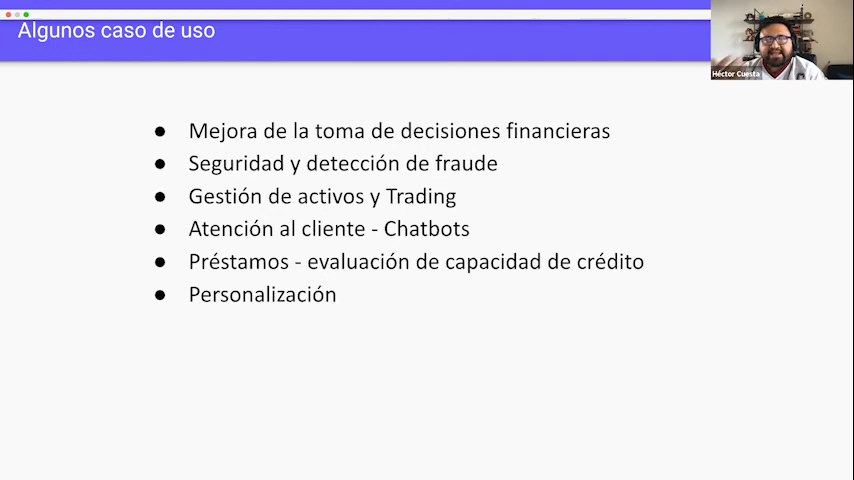 Algunos caso de uso
Héctor Cuesta
● Mejora de la toma de decisiones financieras
● Seguridad y detección de fraude
● Gestión de activos y Trading
● Atención al cliente - Chatbots
● Préstamos - evaluación de capacidad de crédito
● Personalización